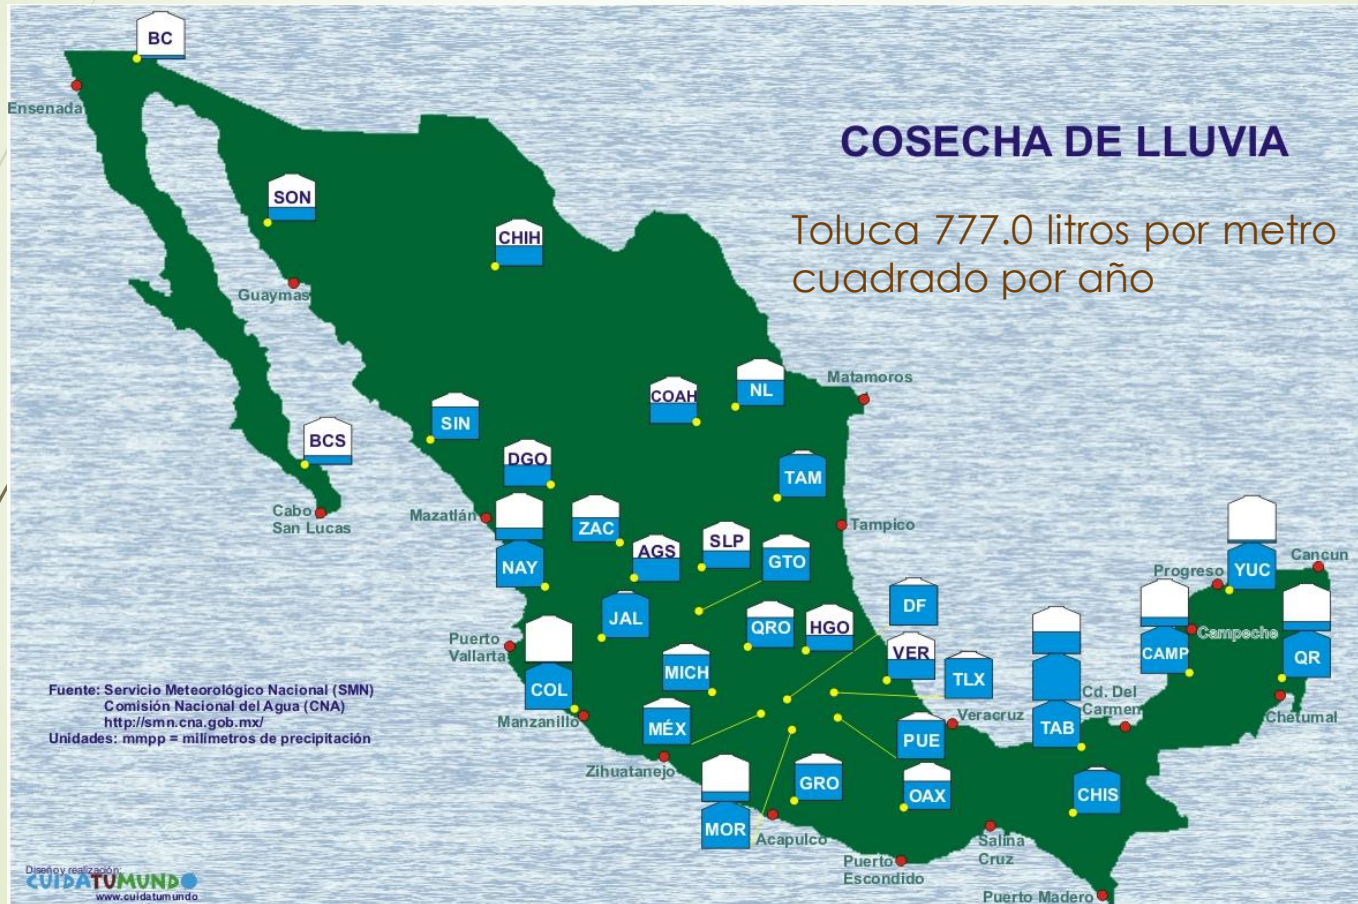 BC
Ensenada
COSECHA DE LLUVIA
SON
Toluca 777.0 litros por metro
cuadrado por año
CHIH
Guaymas
NL
Matamoros
COAH
SIN
BCS
DGO
TAM
Cabo
San Lucas
Mazatlán
ZAC
Tampico
SLP
AGS
GTO
NAY
Cancun
Progreso
YUC
DF
JAL
QRO
HGO
Campeche
Puerto
Vallarta
VER
CAMP
QR
MICH
TLX
Fuente: Servicio Meteorológico Nacional (SMN)
Comisión Nacional del Agua (CNA)
http://smn.cna.gob.mx/
Unidades: mmpp = milímetros de precipitación
COL
Cd. Del
Carmen
Manzanillo
Chetumal
MÉX
Veracruz
TAB
PUE
Zihuatanejo
GRO
OAX
CHIS
MOR
Acapulco
Salina
Cruz
Puerto
Escondido
Puerto Madero
Diseño y realización:
CUIDATUMUNDO
www.cuidatumundo